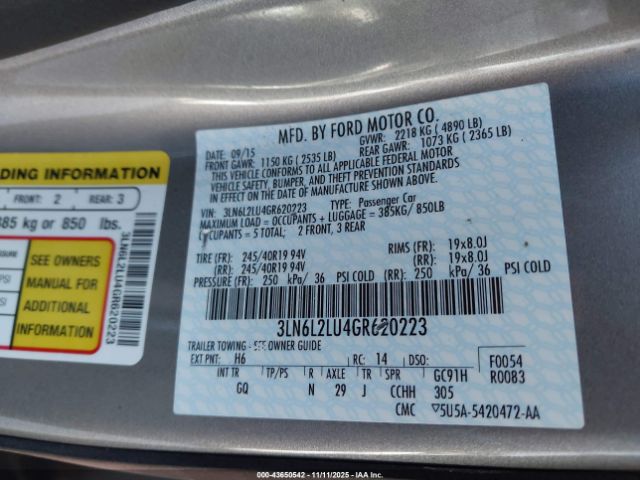 MFD. BY FORD MOTOR CO.
DATE: 09/15 GVWR: 2218 KG ( 4890 LB)
FRONT GAWR: 1150 KG ( 2535 LB) REAR GAWR: 1073 KG ( 2365 LB)
THIS VEHICLE CONFORMS TO ALL APPLICABLE FEDERAL MOTOR
VEHICLE SAFETY, BUMPER, AND THEFT PREVENTION STANDARDS
IN EFFECT ON THE DATE OF MANUFACTURE SHOWN ABOVE.
VIN: 3LN6L2LU4GR620223 TYPE: Passenger Car
MAXIMUM LOAD = OCCUPANTS + LUGGAGE = 385KG/ 850LB
OCCUPANTS = 5 TOTAL; 2 FRONT, 3 REAR
TIRE (FR): 245/40R19 94V RIMS (FR): 19x8.0J
(RR): 245/40R19 94V (RR): 19x8.0J
PRESSURE (FR): 250 kPa/ 36 PSI COLD (RR): 250 kPa/ 36 PSI COLD
3LN6L2LU4GR620223
TRAILER TOWING - SEE OWNER GUIDE
EXT PNT: H6 RC: 14 DSO: F0054
INT TR TP/PS R AXLE TR SPR GC91H R0083
GQ N 29 J CCHH 305
CMC ▽5U5A-5420472-AA
DING INFORMATION
FRONT: 2 REAR: 3
385 kg or 850 lbs.
SSURE
PSI
PSI
SEE OWNERS
MANUAL FOR
ADDITIONAL
INFORMATION
3LN6L2LU4GR620223
000-43650542 - 11/11/2025 - IAAI.COM